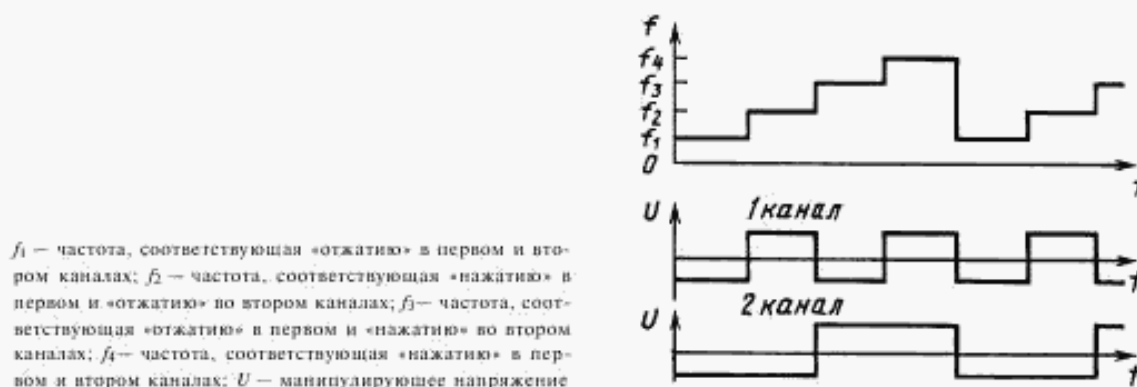 f
f₄
f₃
f₂
f₁
0
t
U
1 канал
t
U
2 канал
t
f₁ — частота, соответствующая «отжатию» в первом и вто-
ром каналах; f₂ — частота, соответствующая «нажатию» в
первом и «отжатию» во втором каналах; f₃— частота, соот-
ветствующая «отжатию» в первом и «нажатию» во втором
каналах; f₄— частота, соответствующая «нажатию» в пер-
вом и втором каналах; U — манипулирующее напряжение